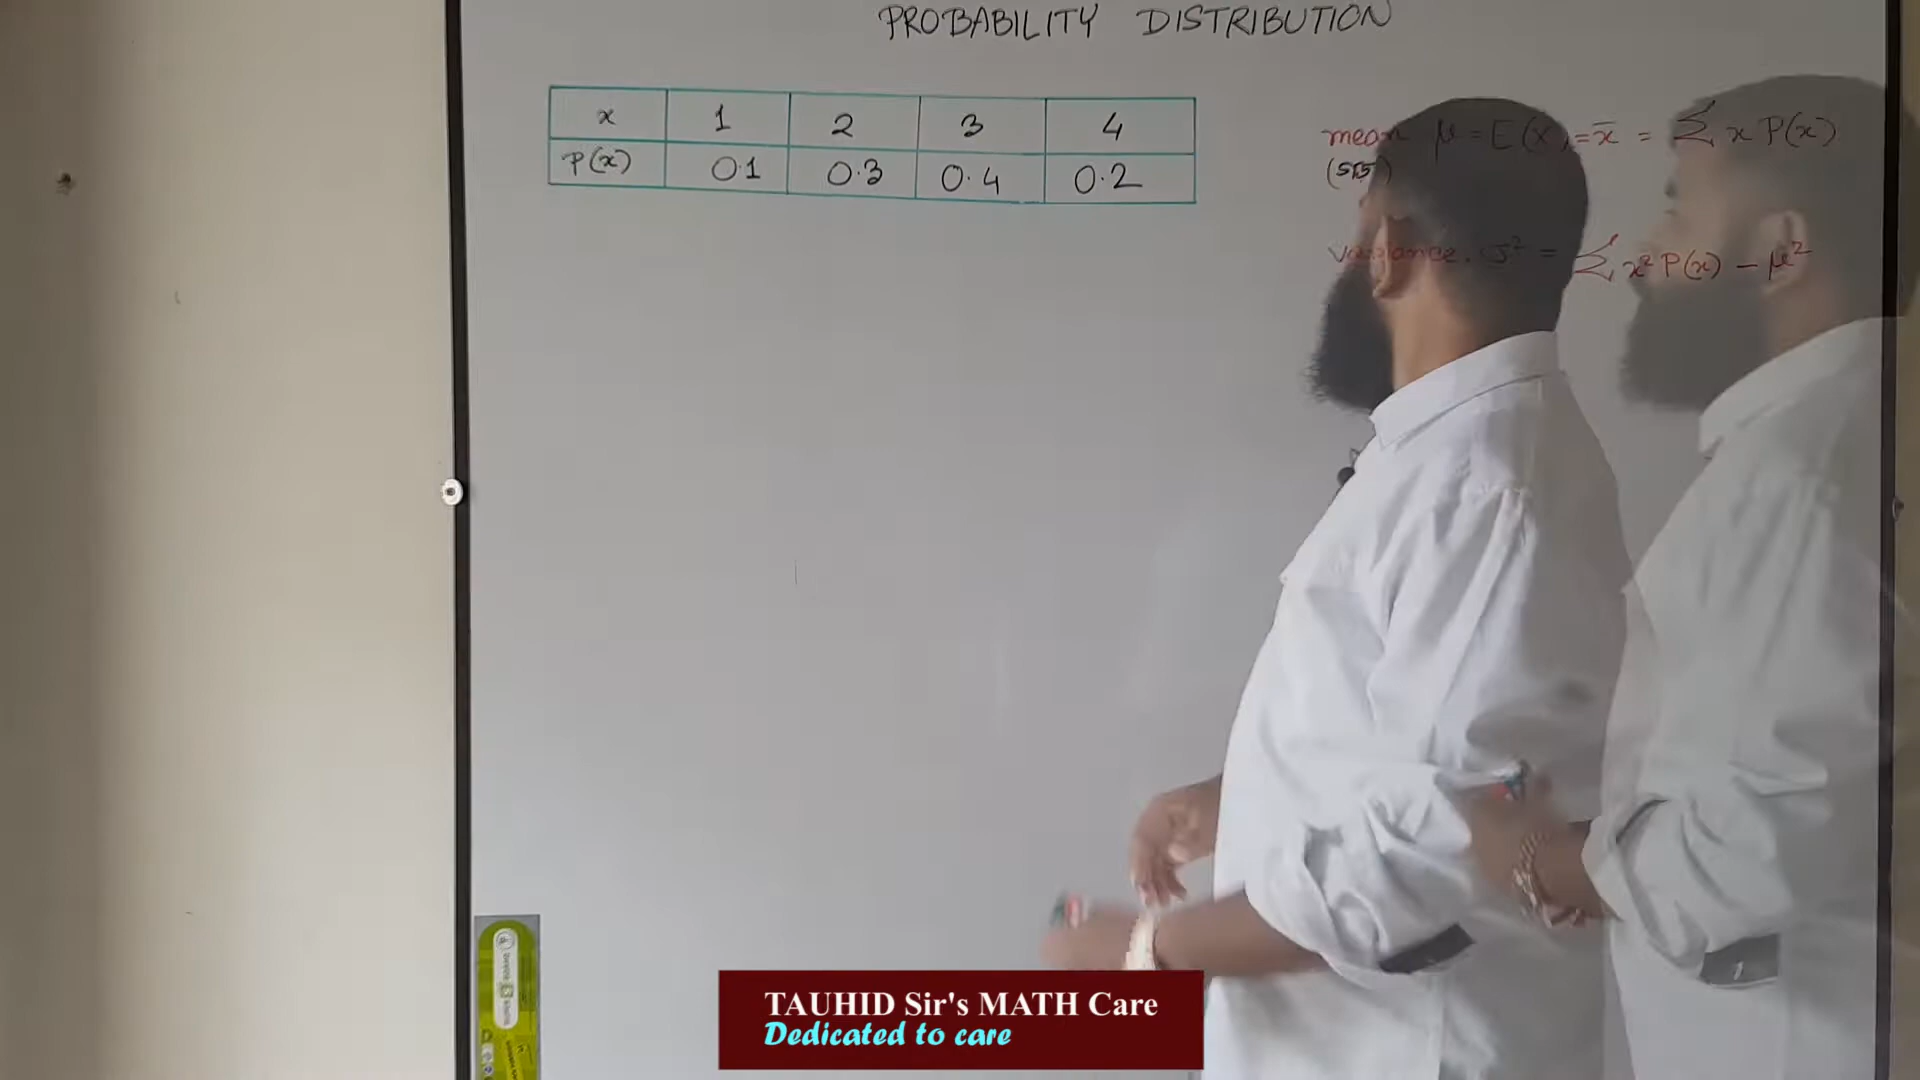 PROBABILITY DISTRIBUTION
x 1 2 3 4
P(x) 0.1 0.3 0.4 0.2
mean μ = E(X) = x̄ = Σ x P(x)
variance. σ² = Σ x² P(x) − μ²
TAUHID Sir's MATH Care
Dedicated to care